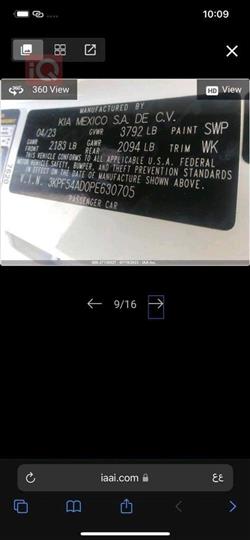 10:09
iQ
360 View
HD View
MANUFACTURED BY
KIA MEXICO S.A. DE C.V.
04/23 GVWR 3792 LB PAINT SWP
GAWR FRONT 2183 LB GAWR REAR 2094 LB TRIM WK
THIS VEHICLE CONFORMS TO ALL APPLICABLE U.S.A. FEDERAL
MOTOR VEHICLE SAFETY, BUMPER, AND THEFT PREVENTION STANDARDS
IN EFFECT ON THE DATE OF MANUFACTURE SHOWN ABOVE.
V.I.N. 3KPF54AD0PE630705
PASSENGER CAR
9/16
iaai.com
عع